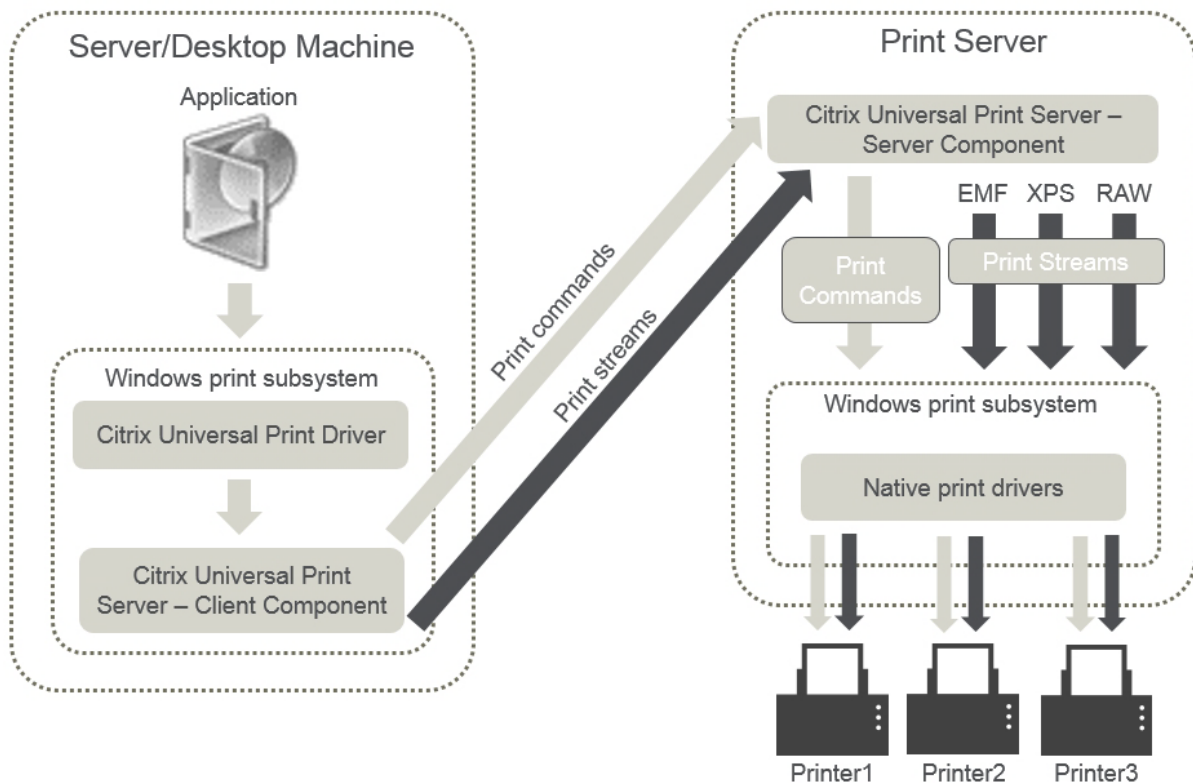 Server/Desktop Machine
Application
Windows print subsystem
Citrix Universal Print Driver
Citrix Universal Print
Server – Client Component
Print commands
Print streams
Print Server
Citrix Universal Print Server –
Server Component
EMF XPS RAW
Print
Commands
Print Streams
Windows print subsystem
Native print drivers
Printer1 Printer2 Printer3